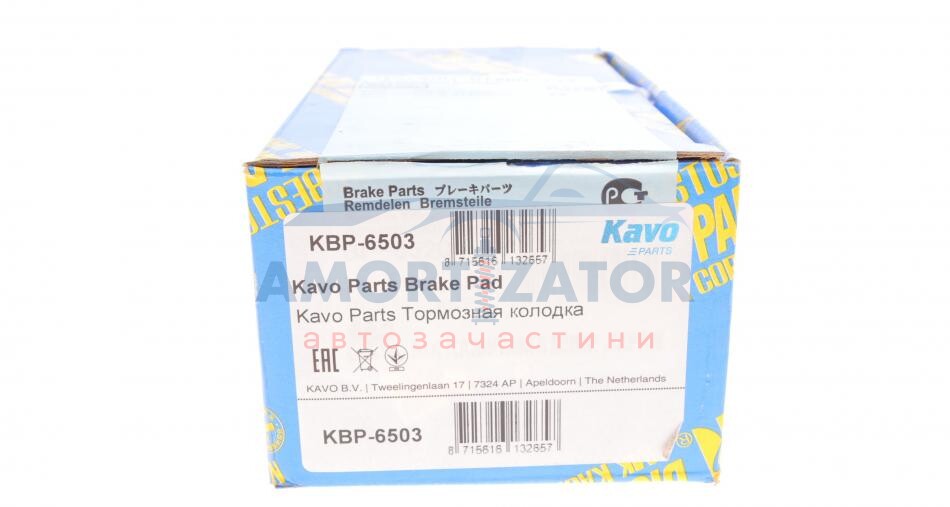 Brake Parts ブレーキパーツ
Remdelen Bremsteile
PCT
KBP-6503
8 715616 132657
Kavo
PARTS
AMORTIZATOR
Kavo Parts Brake Pad
Kavo Parts Тормозная колодка
автозачастини
EAC
KAVO B.V. | Tweelingenlaan 17 | 7324 AP | Apeldoorn | The Netherlands
KBP-6503
8 715616 132657